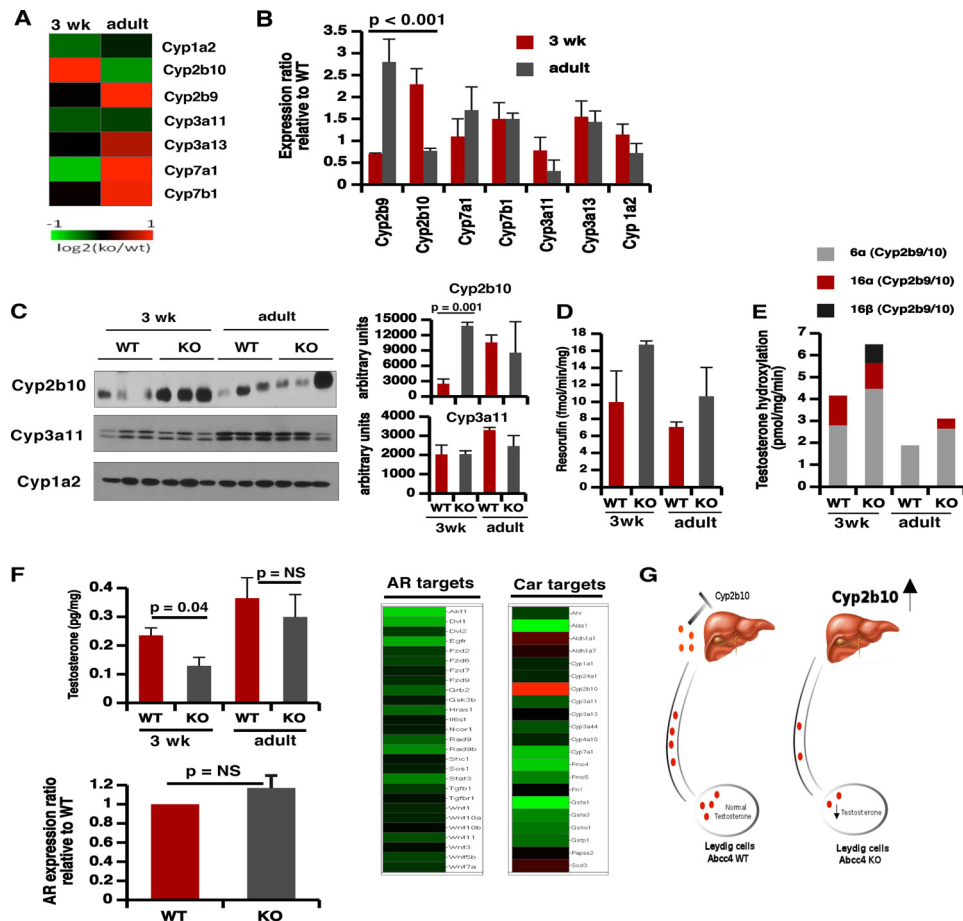 A
3 wk adult
Cyp1a2
Cyp2b10
Cyp2b9
Cyp3a11
Cyp3a13
Cyp7a1
Cyp7b1
-1 1
log2(ko/wt)
B
p < 0.001
3 wk
adult
Expression ratio
relative to WT
3.5
3
2.5
2
1.5
1
0.5
0
Cyp2b9
Cyp2b10
Cyp7a1
Cyp7b1
Cyp3a11
Cyp3a13
Cyp 1a2
C
3 wk adult
WT KO WT KO
Cyp2b10
Cyp3a11
Cyp1a2
Cyp2b10
p = 0.001
arbitrary units
15000
12000
9000
6000
3000
0
Cyp3a11
arbitrary units
4000
3000
2000
1000
0
WT KO WT KO
3wk adult
D
Resorufin (fmol/min/mg)
18
16
14
12
10
8
6
4
2
0
WT KO WT KO
3wk adult
6α (Cyp2b9/10)
16α (Cyp2b9/10)
16β (Cyp2b9/10)
E
Testosterone hydroxylation
(pmol/mg/min)
7
6
5
4
3
2
1
0
WT KO WT KO
3wk adult
F
Testosterone (pg/mg)
0.4
0.3
0.2
0.1
0
p = 0.04
p = NS
WT KO WT KO
3 wk adult
AR expression ratio
relative to WT
1.2
1
0.8
0.6
0.4
0.2
0
p = NS
WT KO
AR targets
Akt1
Dvl1
Dvl2
Egfr
Fzd2
Fzd6
Fzd7
Fzd9
Grb2
Gsk3b
Hras1
Il6st
Ncor1
Rad9
Rad9b
Shc1
Sos1
Stat3
Tgfb1
Tgfbr1
Wnt1
Wnt10a
Wnt10b
Wnt11
Wnt3
Wnt5b
Wnt7a
Car targets
Ahr
Alas1
Aldh1a1
Aldh1a7
Cyp1a1
Cyp24a1
Cyp2b10
Cyp3a11
Cyp3a13
Cyp3a44
Cyp4a10
Cyp7a1
Fmo4
Fmo5
Fn1
Gsta1
Gsta3
Gstm1
Gstp1
Papss2
Sod3
G
Cyp2b10
Normal
Testosterone
Leydig cells
Abcc4 WT
Cyp2b10
Testosterone
Leydig cells
Abcc4 KO